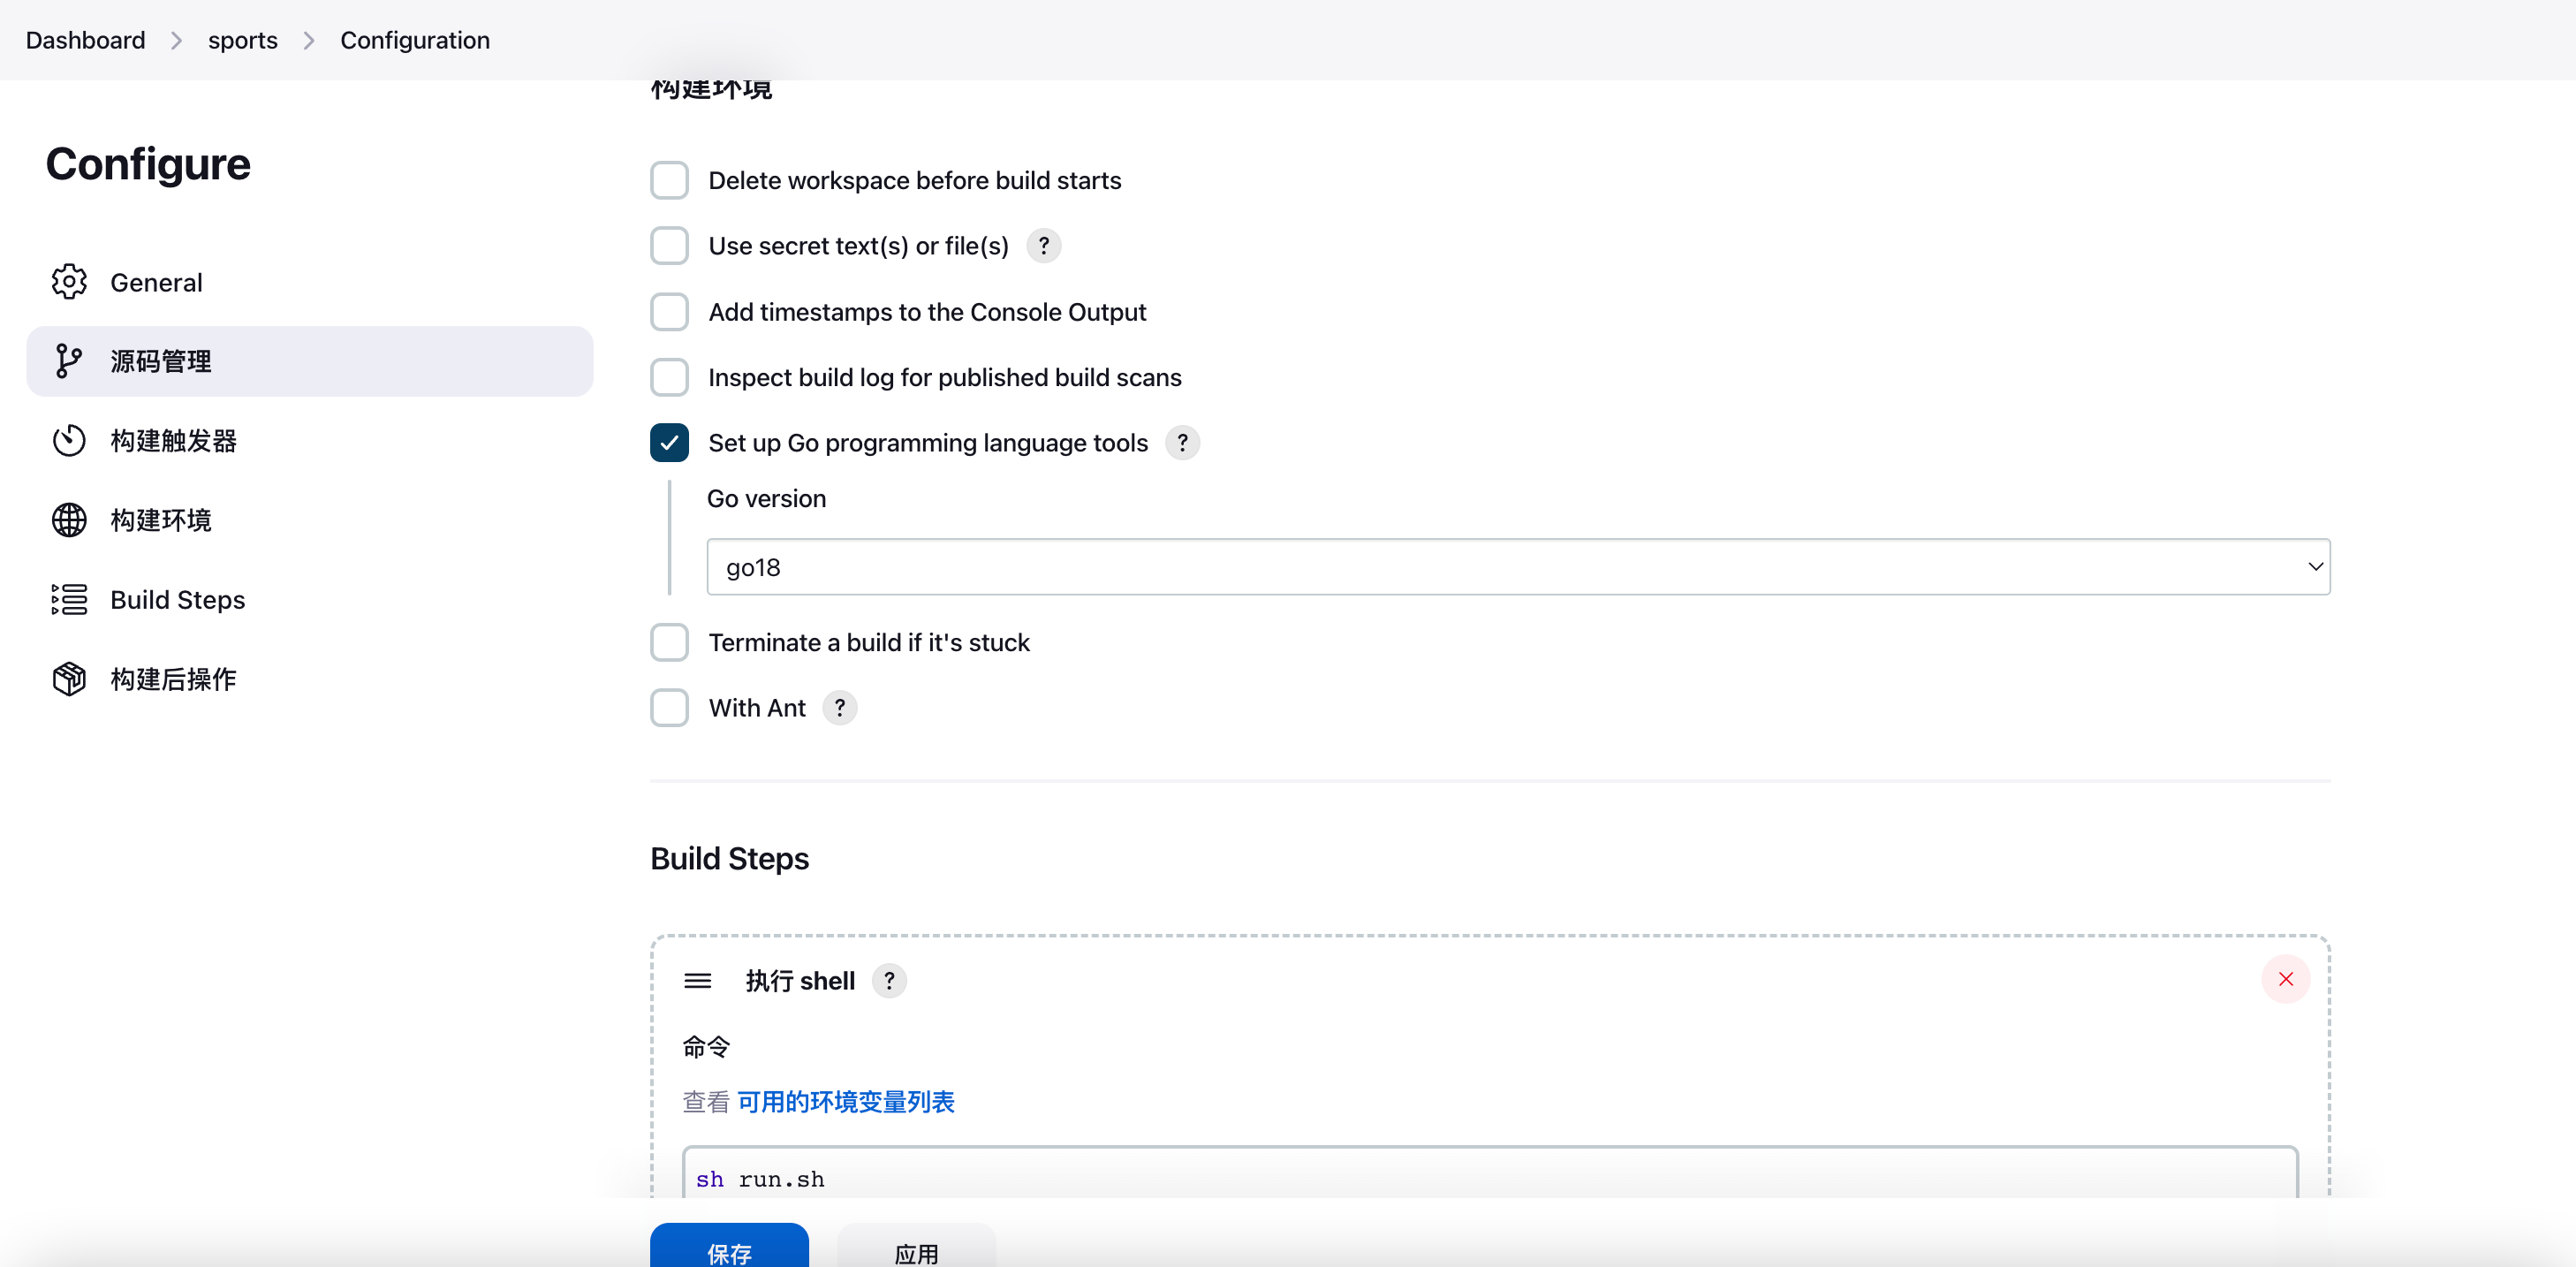 Dashboard > sports > Configuration
Configure
General
源码管理
构建触发器
构建环境
Build Steps
构建后操作
构建环境
Delete workspace before build starts
Use secret text(s) or file(s) ?
Add timestamps to the Console Output
Inspect build log for published build scans
Set up Go programming language tools ?
Go version
go18
Terminate a build if it's stuck
With Ant ?
Build Steps
执行 shell ?
命令
查看 可用的环境变量列表
sh run.sh
保存 应用